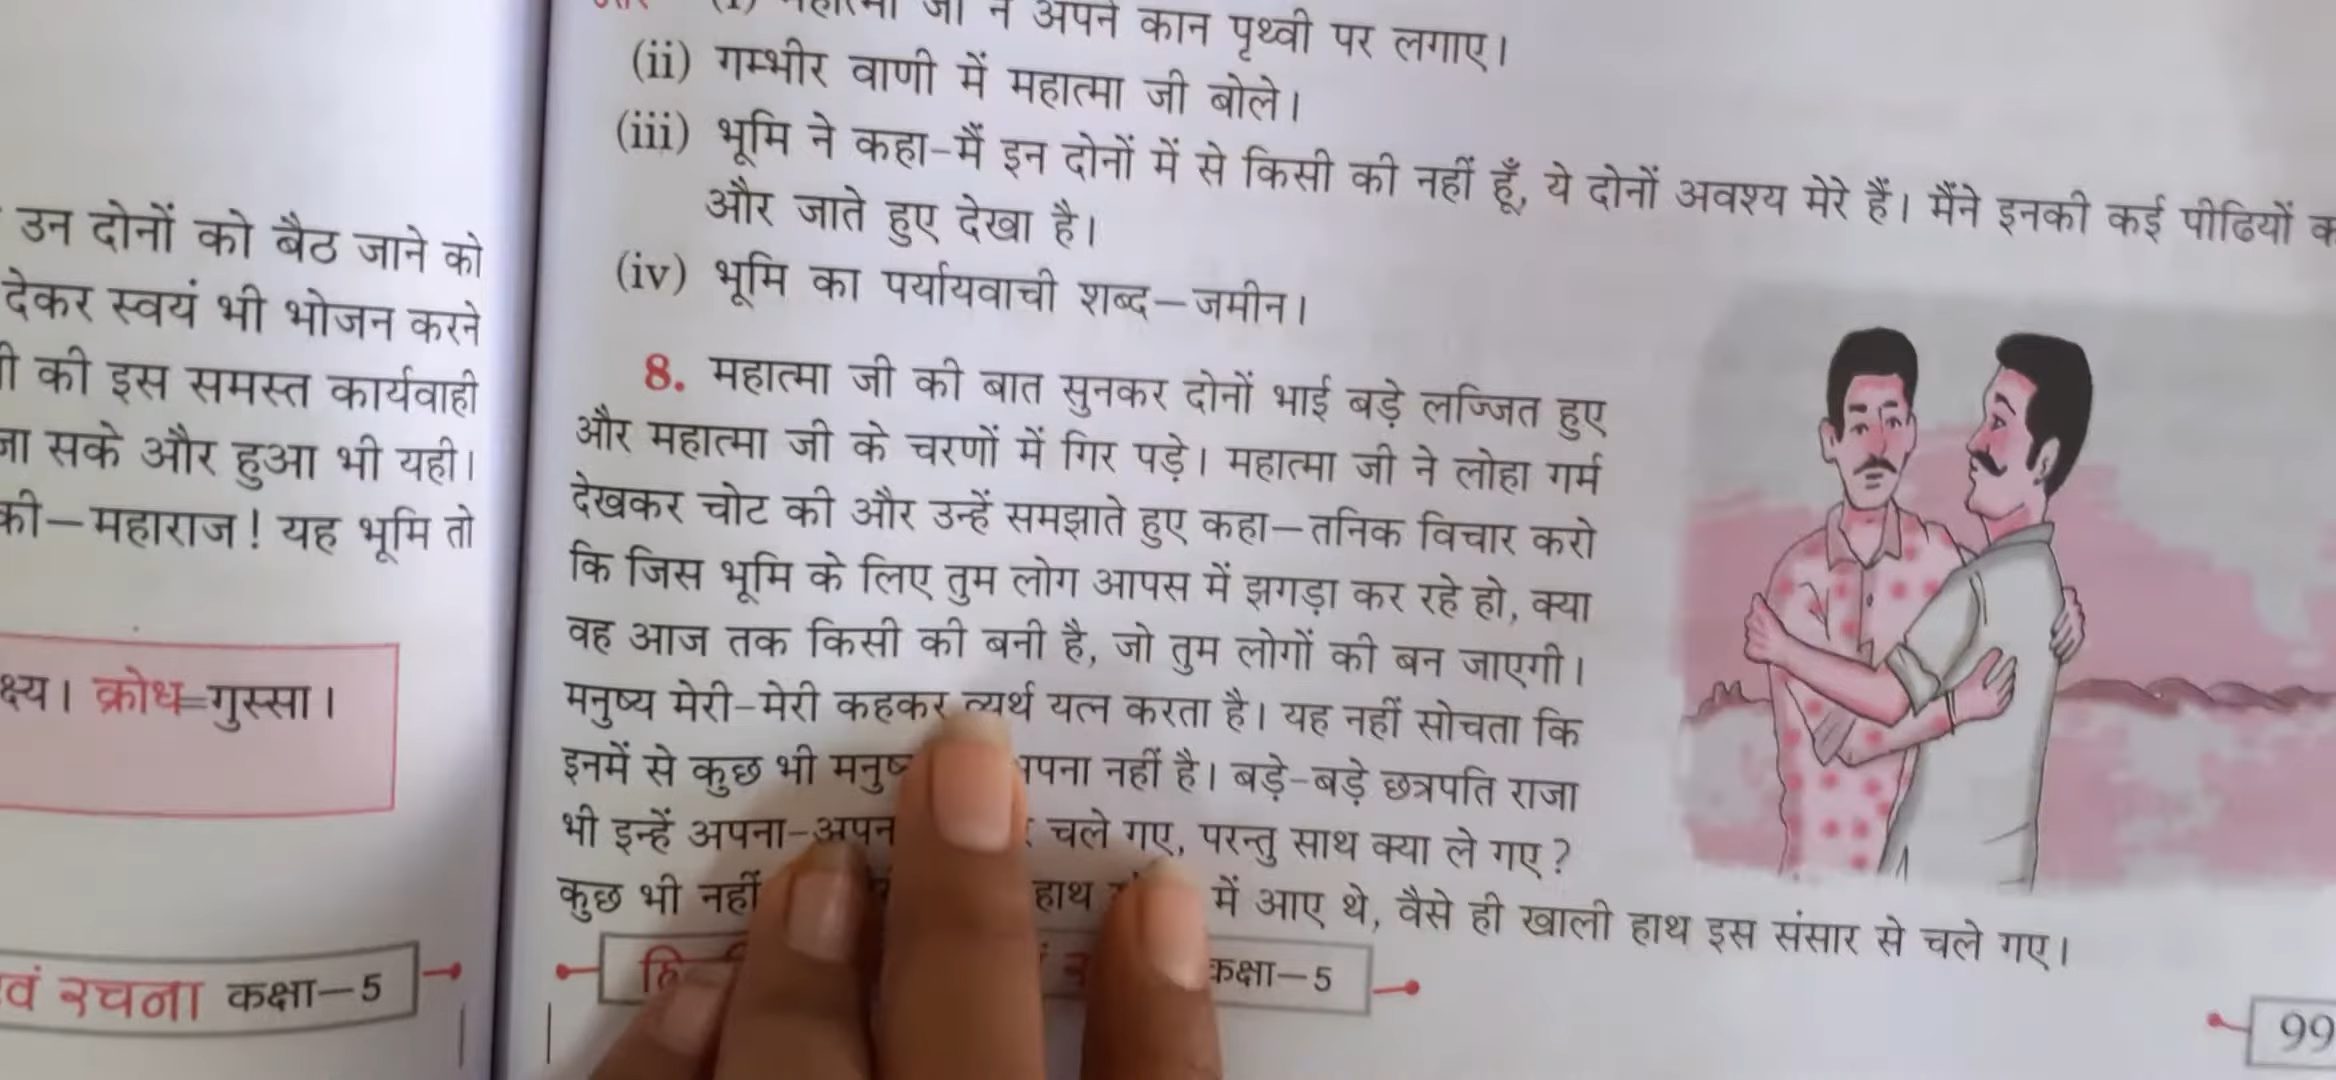 उन दोनों को बैठ जाने को
देकर स्वयं भी भोजन करने
की इस समस्त कार्यवाही
जा सके और हुआ भी यही।
की—महाराज! यह भूमि तो
क्रोध=गुस्सा।
रचना कक्षा—5
(i) महात्मा जी ने अपने कान पृथ्वी पर लगाए।
(ii) गम्भीर वाणी में महात्मा जी बोले।
(iii) भूमि ने कहा-मैं इन दोनों में से किसी की नहीं हूँ, ये दोनों अवश्य मेरे हैं। मैंने इनकी कई पीढियों
और जाते हुए देखा है।
(iv) भूमि का पर्यायवाची शब्द—जमीन।
8. महात्मा जी की बात सुनकर दोनों भाई बड़े लज्जित हुए
और महात्मा जी के चरणों में गिर पड़े। महात्मा जी ने लोहा गर्म
देखकर चोट की और उन्हें समझाते हुए कहा—तनिक विचार करो
कि जिस भूमि के लिए तुम लोग आपस में झगड़ा कर रहे हो, क्या
वह आज तक किसी की बनी है, जो तुम लोगों की बन जाएगी।
मनुष्य मेरी-मेरी कहकर व्यर्थ यत्न करता है। यह नहीं सोचता कि
इनमें से कुछ भी नहीं है। बड़े-बड़े छत्रपति राजा
भी इन्हें चले गए, परन्तु साथ क्या ले गए?
कुछ भी नहीं हाथ में आए थे, वैसे ही खाली हाथ इस संसार से चले गए।
कक्षा—5
99